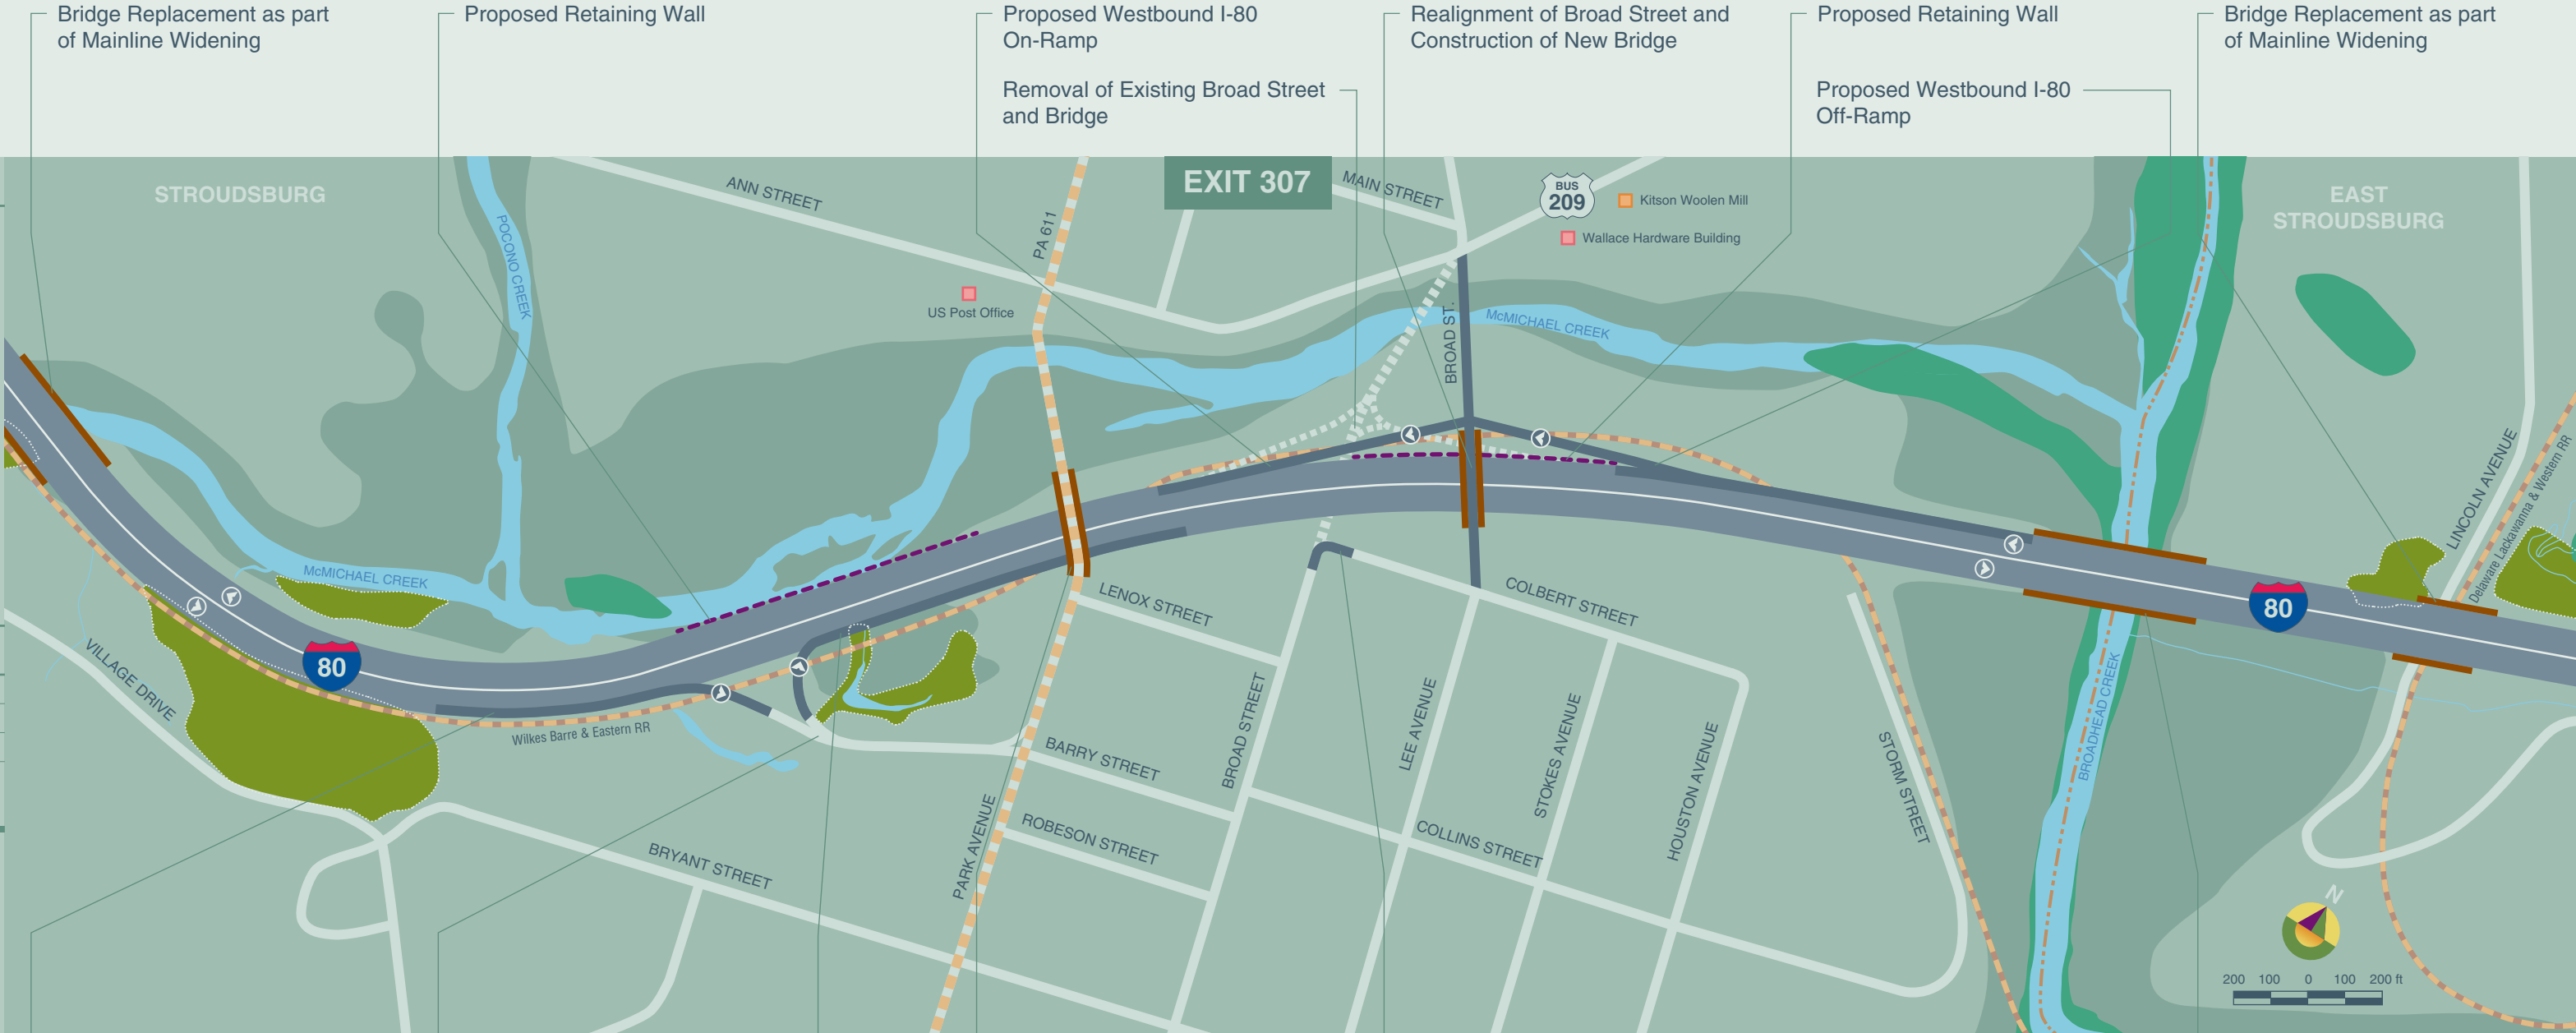 Bridge Replacement as part
of Mainline Widening
Proposed Retaining Wall
Proposed Westbound I-80
On-Ramp
Removal of Existing Broad Street
and Bridge
Realignment of Broad Street and
Construction of New Bridge
Proposed Retaining Wall
Proposed Westbound I-80
Off-Ramp
Bridge Replacement as part
of Mainline Widening
STROUDSBURG
POCONO CREEK
ANN STREET
PA 611
EXIT 307
MAIN STREET
BUS
209
Kitson Woolen Mill
Wallace Hardware Building
EAST
STROUDSBURG
US Post Office
BROAD ST.
McMICHAEL CREEK
LINCOLN AVENUE
Delaware Lackawanna & Western RR
McMICHAEL CREEK
LENOX STREET
COLBERT STREET
80
80
VILLAGE DRIVE
Wilkes Barre & Eastern RR
BROAD STREET
LEE AVENUE
STOKES AVENUE
HOUSTON AVENUE
STORM STREET
BROADHEAD CREEK
BARRY STREET
PARK AVENUE
ROBESON STREET
COLLINS STREET
BRYANT STREET
N
200 100 0 100 200 ft